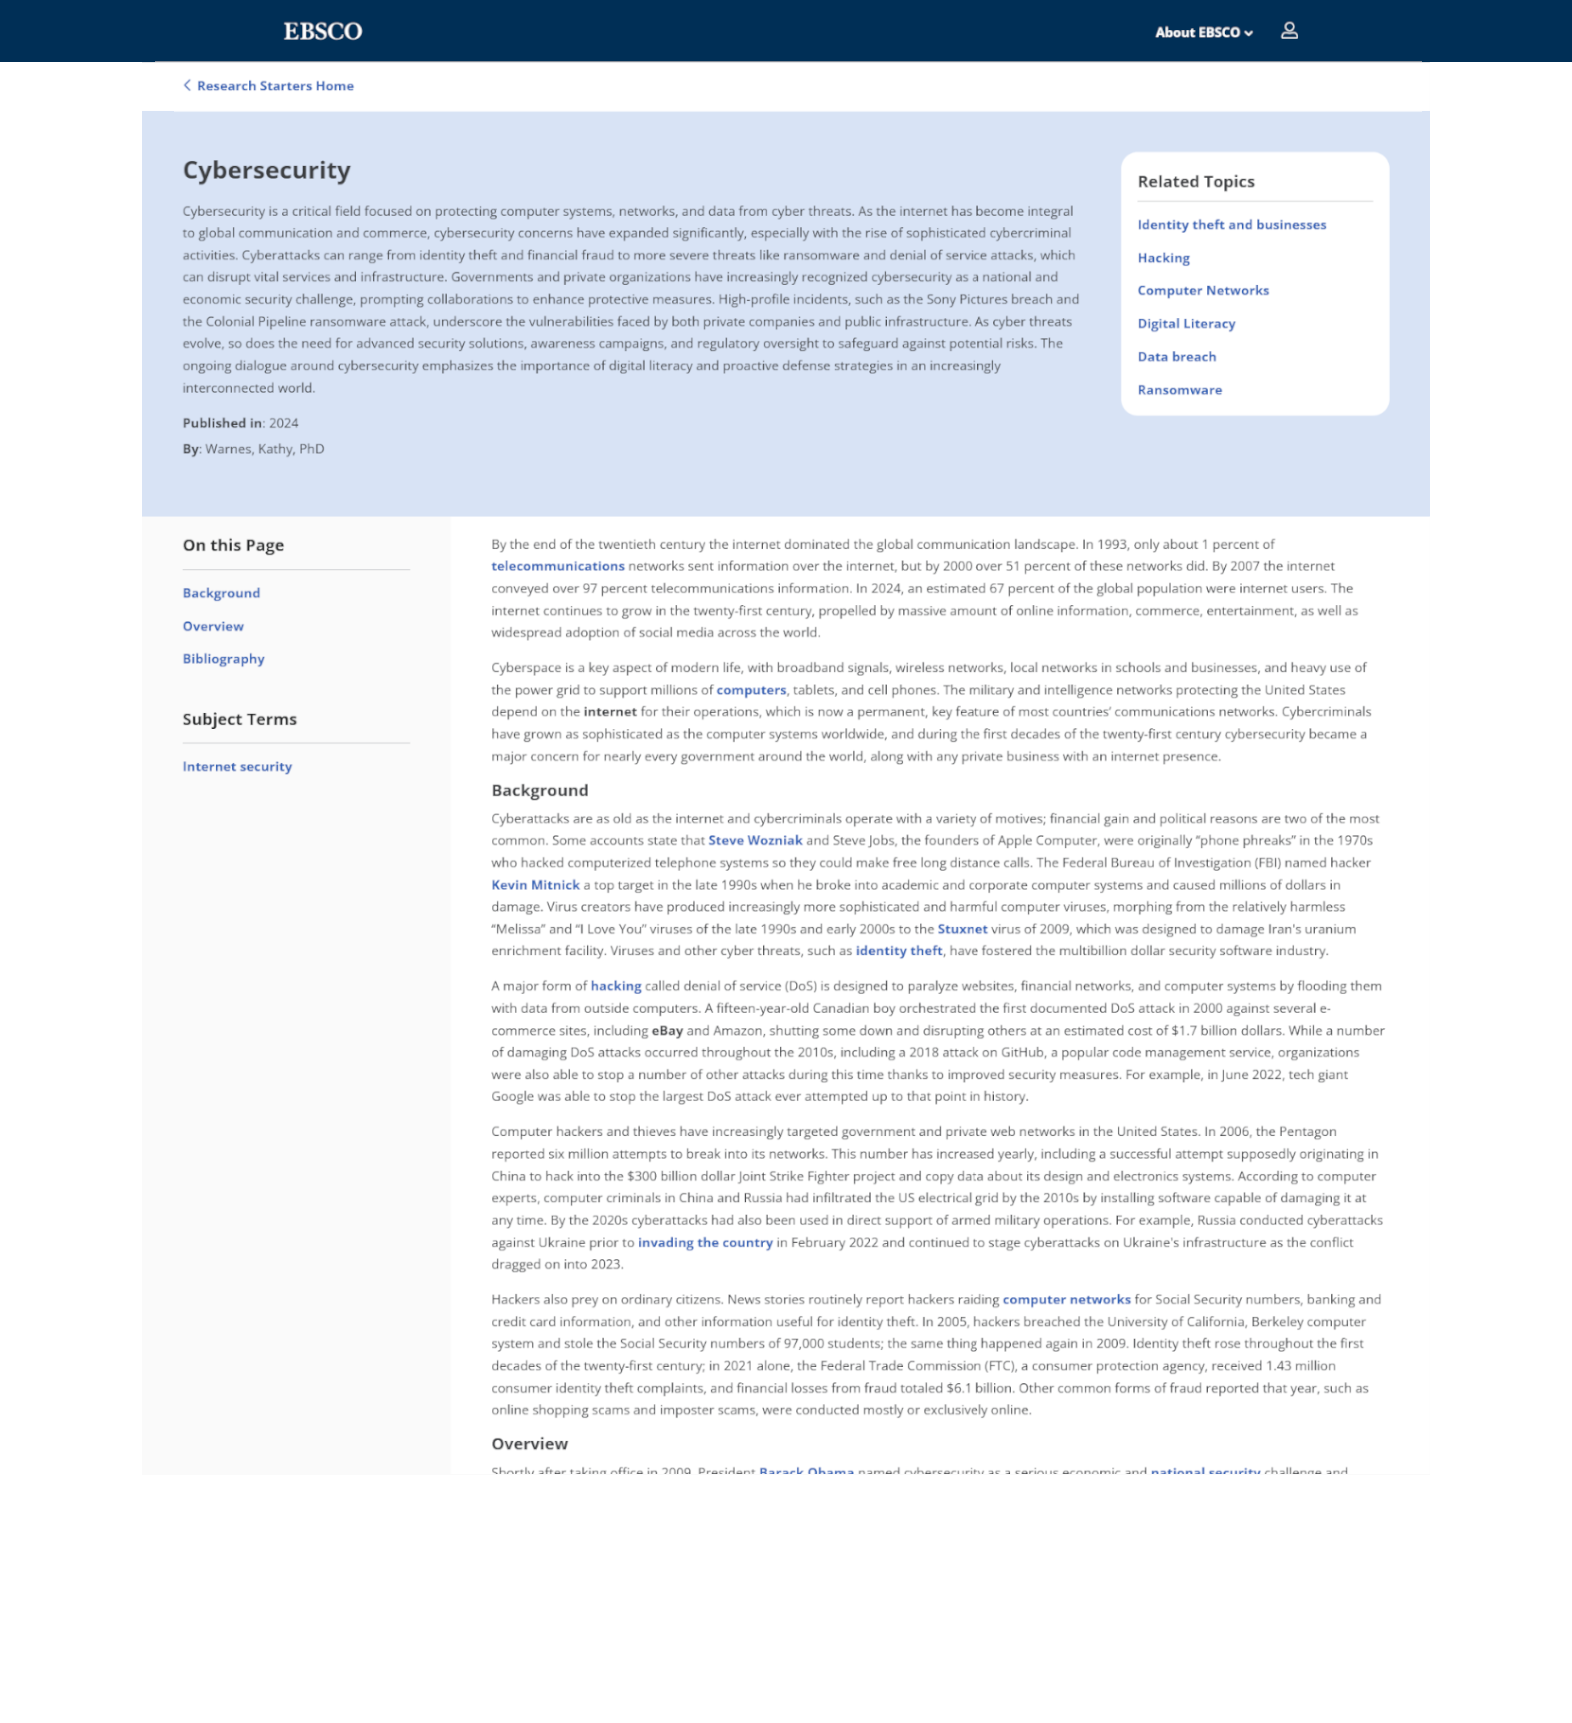 EBSCO
About EBSCO
Research Starters Home
Cybersecurity
Cybersecurity is a critical field focused on protecting computer systems, networks, and data from cyber threats. As the internet has become integral
to global communication and commerce, cybersecurity concerns have expanded significantly, especially with the rise of sophisticated cybercriminal
activities. Cyberattacks can range from identity theft and financial fraud to more severe threats like ransomware and denial of service attacks, which
can disrupt vital services and infrastructure. Governments and private organizations have increasingly recognized cybersecurity as a national and
economic security challenge, prompting collaborations to enhance protective measures. High-profile incidents, such as the Sony Pictures breach and
the Colonial Pipeline ransomware attack, underscore the vulnerabilities faced by both private companies and public infrastructure. As cyber threats
evolve, so does the need for advanced security solutions, awareness campaigns, and regulatory oversight to safeguard against potential risks. The
ongoing dialogue around cybersecurity emphasizes the importance of digital literacy and proactive defense strategies in an increasingly
interconnected world.
Published in: 2024
By: Warnes, Kathy, PhD
Related Topics
Identity theft and businesses
Hacking
Computer Networks
Digital Literacy
Data breach
Ransomware
On this Page
Background
Overview
Bibliography
Subject Terms
Internet security
By the end of the twentieth century the internet dominated the global communication landscape. In 1993, only about 1 percent of
telecommunications networks sent information over the internet, but by 2000 over 51 percent of these networks did. By 2007 the internet
conveyed over 97 percent telecommunications information. In 2024, an estimated 67 percent of the global population were internet users. The
internet continues to grow in the twenty-first century, propelled by massive amount of online information, commerce, entertainment, as well as
widespread adoption of social media across the world.
Cyberspace is a key aspect of modern life, with broadband signals, wireless networks, local networks in schools and businesses, and heavy use of
the power grid to support millions of computers, tablets, and cell phones. The military and intelligence networks protecting the United States
depend on the internet for their operations, which is now a permanent, key feature of most countries' communications networks. Cybercriminals
have grown as sophisticated as the computer systems worldwide, and during the first decades of the twenty-first century cybersecurity became a
major concern for nearly every government around the world, along with any private business with an internet presence.
Background
Cyberattacks are as old as the internet and cybercriminals operate with a variety of motives; financial gain and political reasons are two of the most
common. Some accounts state that Steve Wozniak and Steve Jobs, the founders of Apple Computer, were originally "phone phreaks" in the 1970s
who hacked computerized telephone systems so they could make free long distance calls. The Federal Bureau of Investigation (FBI) named hacker
Kevin Mitnick a top target in the late 1990s when he broke into academic and corporate computer systems and caused millions of dollars in
damage. Virus creators have produced increasingly more sophisticated and harmful computer viruses, morphing from the relatively harmless
"Melissa" and "I Love You" viruses of the late 1990s and early 2000s to the Stuxnet virus of 2009, which was designed to damage Iran's uranium
enrichment facility. Viruses and other cyber threats, such as identity theft, have fostered the multibillion dollar security software industry.
A major form of hacking called denial of service (DoS) is designed to paralyze websites, financial networks, and computer systems by flooding them
with data from outside computers. A fifteen-year-old Canadian boy orchestrated the first documented DoS attack in 2000 against several e-
commerce sites, including eBay and Amazon, shutting some down and disrupting others at an estimated cost of $1.7 billion dollars. While a number
of damaging DoS attacks occurred throughout the 2010s, including a 2018 attack on GitHub, a popular code management service, organizations
were also able to stop a number of other attacks during this time thanks to improved security measures. For example, in June 2022, tech giant
Google was able to stop the largest DoS attack ever attempted up to that point in history.
Computer hackers and thieves have increasingly targeted government and private web networks in the United States. In 2006, the Pentagon
reported six million attempts to break into its networks. This number has increased yearly, including a successful attempt supposedly originating in
China to hack into the $300 billion dollar Joint Strike Fighter project and copy data about its design and electronics systems. According to computer
experts, computer criminals in China and Russia had infiltrated the US electrical grid by the 2010s by installing software capable of damaging it at
any time. By the 2020s cyberattacks had also been used in direct support of armed military operations. For example, Russia conducted cyberattacks
against Ukraine prior to invading the country in February 2022 and continued to stage cyberattacks on Ukraine's infrastructure as the conflict
dragged on into 2023.
Hackers also prey on ordinary citizens. News stories routinely report hackers raiding computer networks for Social Security numbers, banking and
credit card information, and other information useful for identity theft. In 2005, hackers breached the University of California, Berkeley computer
system and stole the Social Security numbers of 97,000 students; the same thing happened again in 2009. Identity theft rose throughout the first
decades of the twenty-first century; in 2021 alone, the Federal Trade Commission (FTC), a consumer protection agency, received 1.43 million
consumer identity theft complaints, and financial losses from fraud totaled $6.1 billion. Other common forms of fraud reported that year, such as
online shopping scams and imposter scams, were conducted mostly or exclusively online.
Overview
Shortly after taking office in 2009, President Barack Obama named cybersecurity as a serious economic and national security challenge and